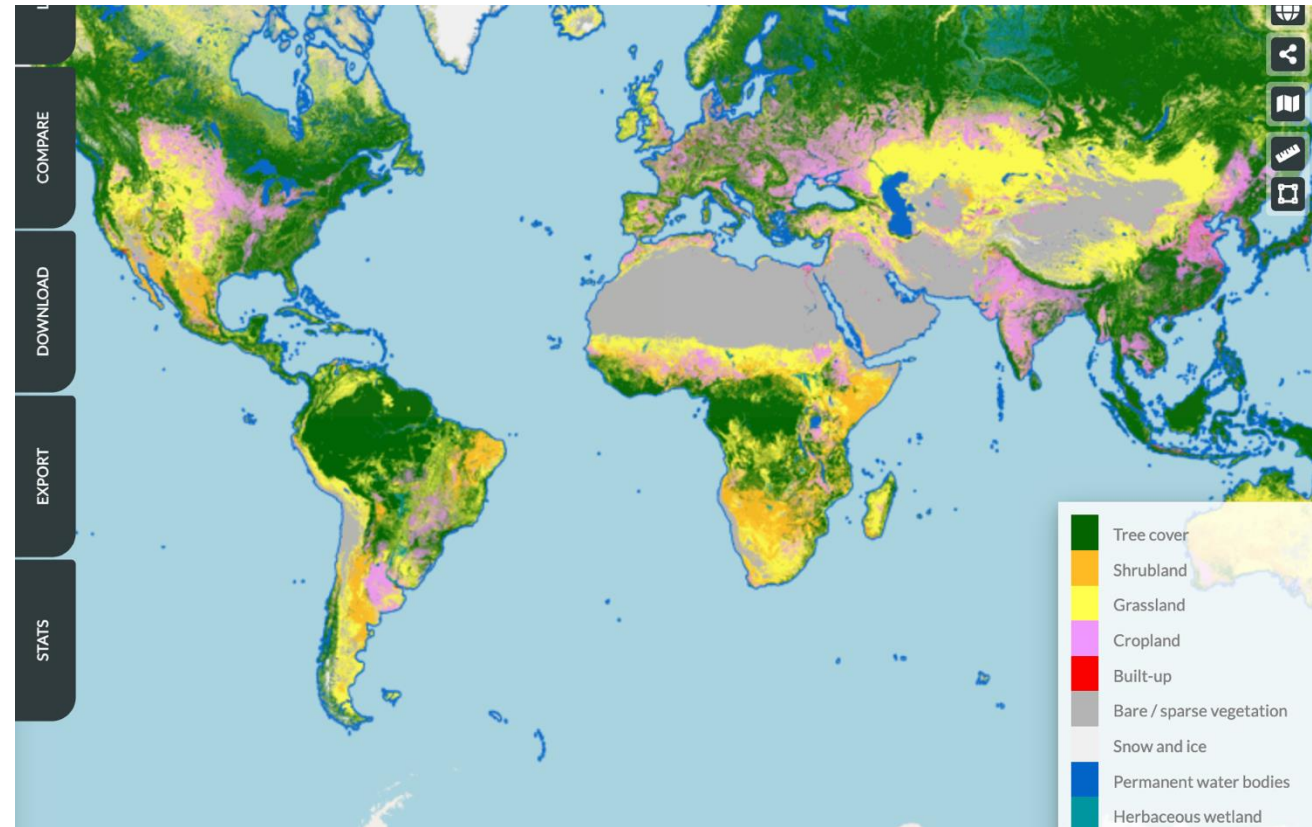 COMPARE
DOWNLOAD
EXPORT
STATS
Tree cover
Shrubland
Grassland
Cropland
Built-up
Bare / sparse vegetation
Snow and ice
Permanent water bodies
Herbaceous wetland